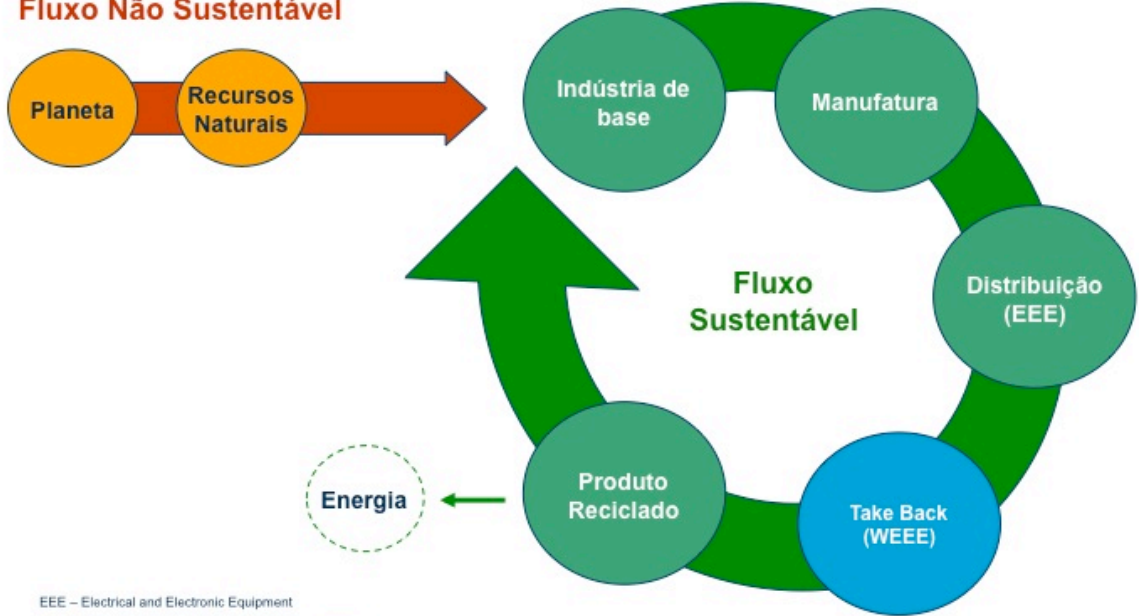 Fluxo Não Sustentável
Planeta
Recursos
Naturais
Indústria de
base
Manufatura
Distribuição
(EEE)
Fluxo
Sustentável
Take Back
(WEEE)
Produto
Reciclado
Energia
EEE – Electrical and Electronic Equipment